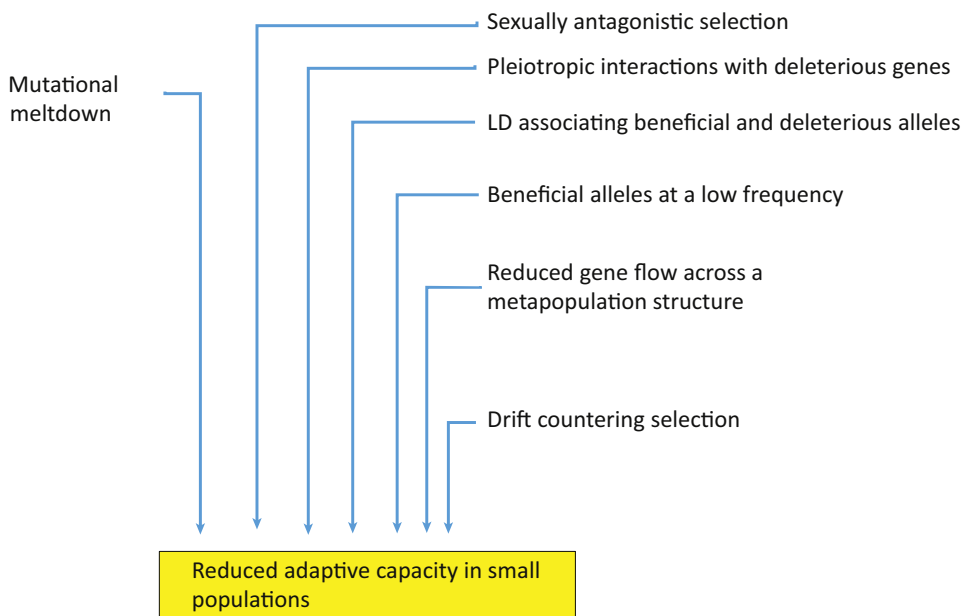 Sexually antagonistic selection
Pleiotropic interactions with deleterious genes
Mutational
meltdown
LD associating beneficial and deleterious alleles
Beneficial alleles at a low frequency
Reduced gene flow across a
metapopulation structure
Drift countering selection
Reduced adaptive capacity in small
populations